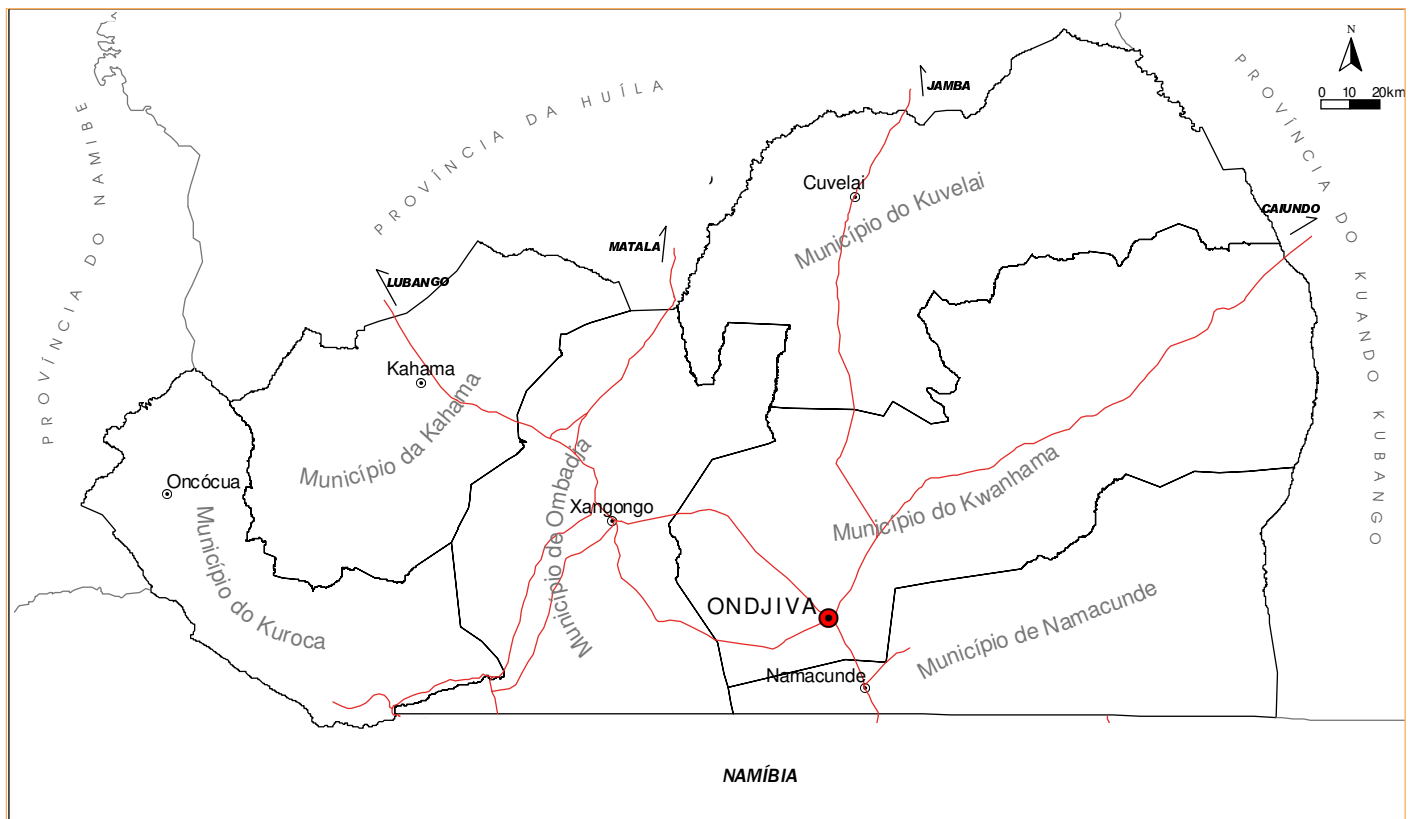 N
0 10 20km
PROVÍNCIA DO NAMIBE
PROVÍNCIA DA HUÍLA
PROVÍNCIA DO KUANDO KUBANGO
JAMBA
Cuvelai
Município do Kuvelai
CAIUNDO
MATALA
LUBANGO
Kahama
Município da Kahama
Oncócua
Município do Kuroca
Xangongo
Município de Ombadja
Município do Kwanhama
ONDJIVA
Namacunde
Município de Namacunde
NAMÍBIA